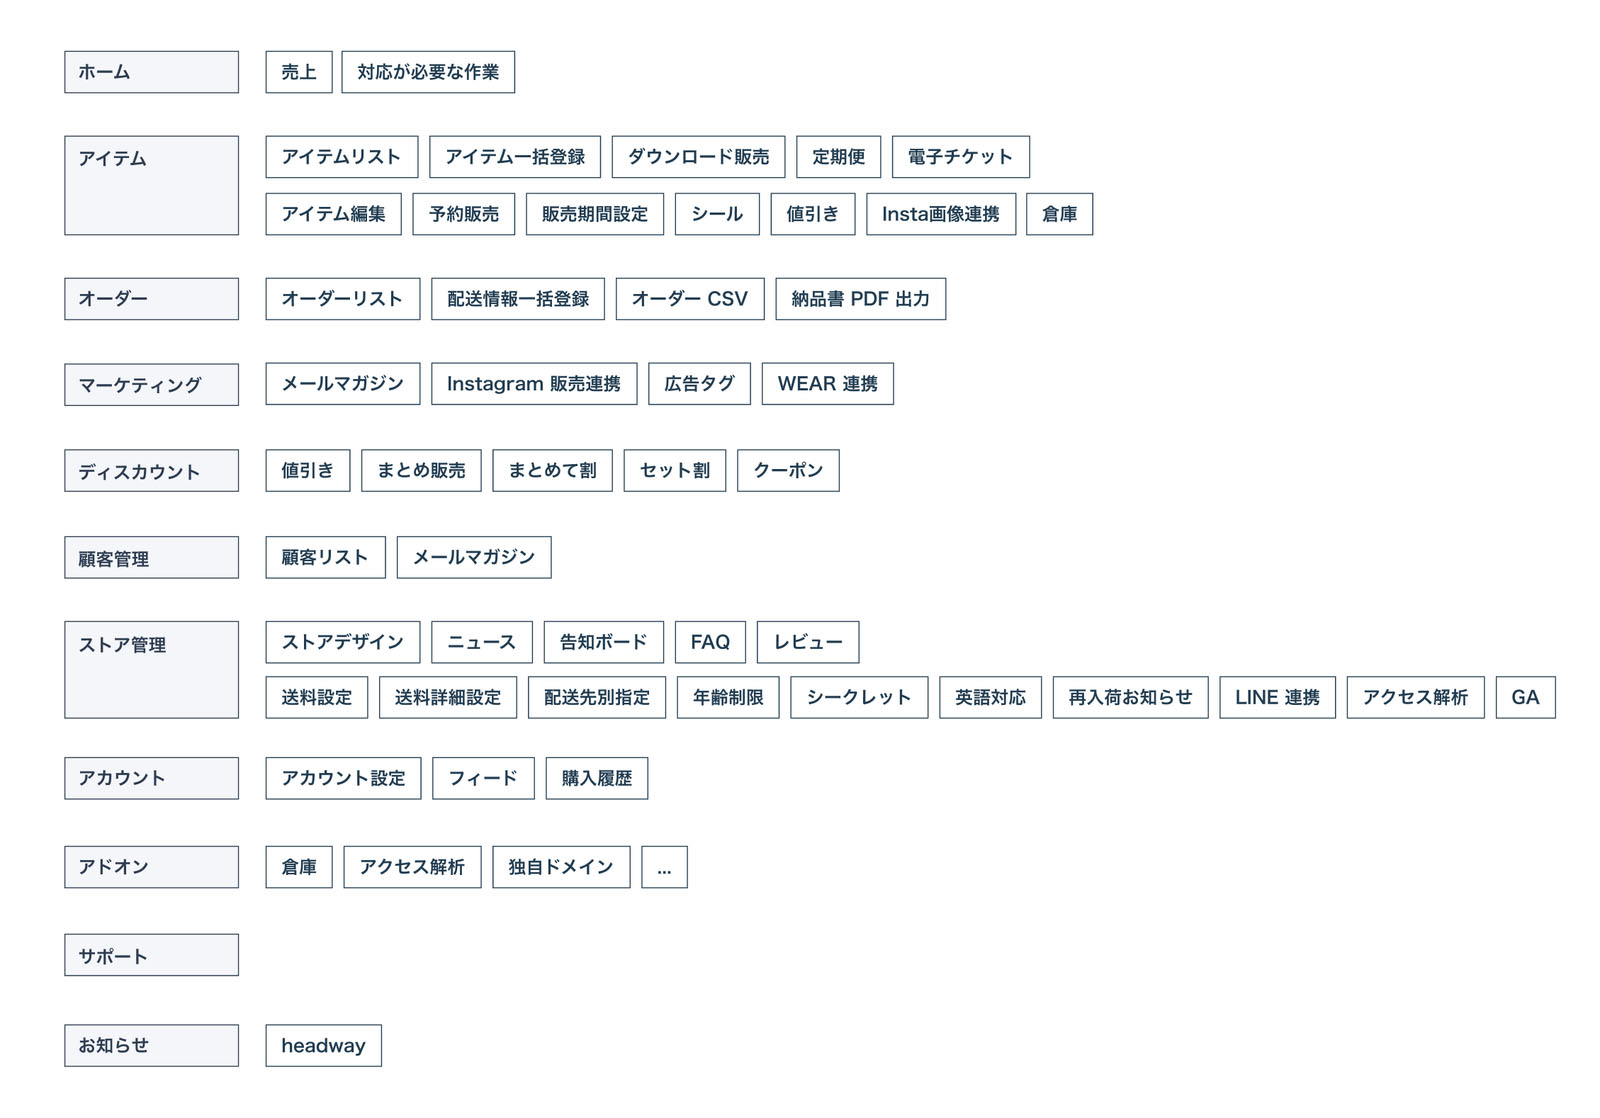 ホーム 売上 対応が必要な作業
アイテム アイテムリスト アイテム一括登録 ダウンロード販売 定期便 電子チケット
アイテム編集 予約販売 販売期間設定 シール 値引き Insta画像連携 倉庫
オーダー オーダーリスト 配送情報一括登録 オーダー CSV 納品書 PDF 出力
マーケティング メールマガジン Instagram 販売連携 広告タグ WEAR 連携
ディスカウント 値引き まとめ販売 まとめて割 セット割 クーポン
顧客管理 顧客リスト メールマガジン
ストア管理 ストアデザイン ニュース 告知ボード FAQ レビュー
送料設定 送料詳細設定 配送先別指定 年齢制限 シークレット 英語対応 再入荷お知らせ LINE 連携 アクセス解析 GA
アカウント アカウント設定 フィード 購入履歴
アドオン 倉庫 アクセス解析 独自ドメイン ...
サポート
お知らせ headway